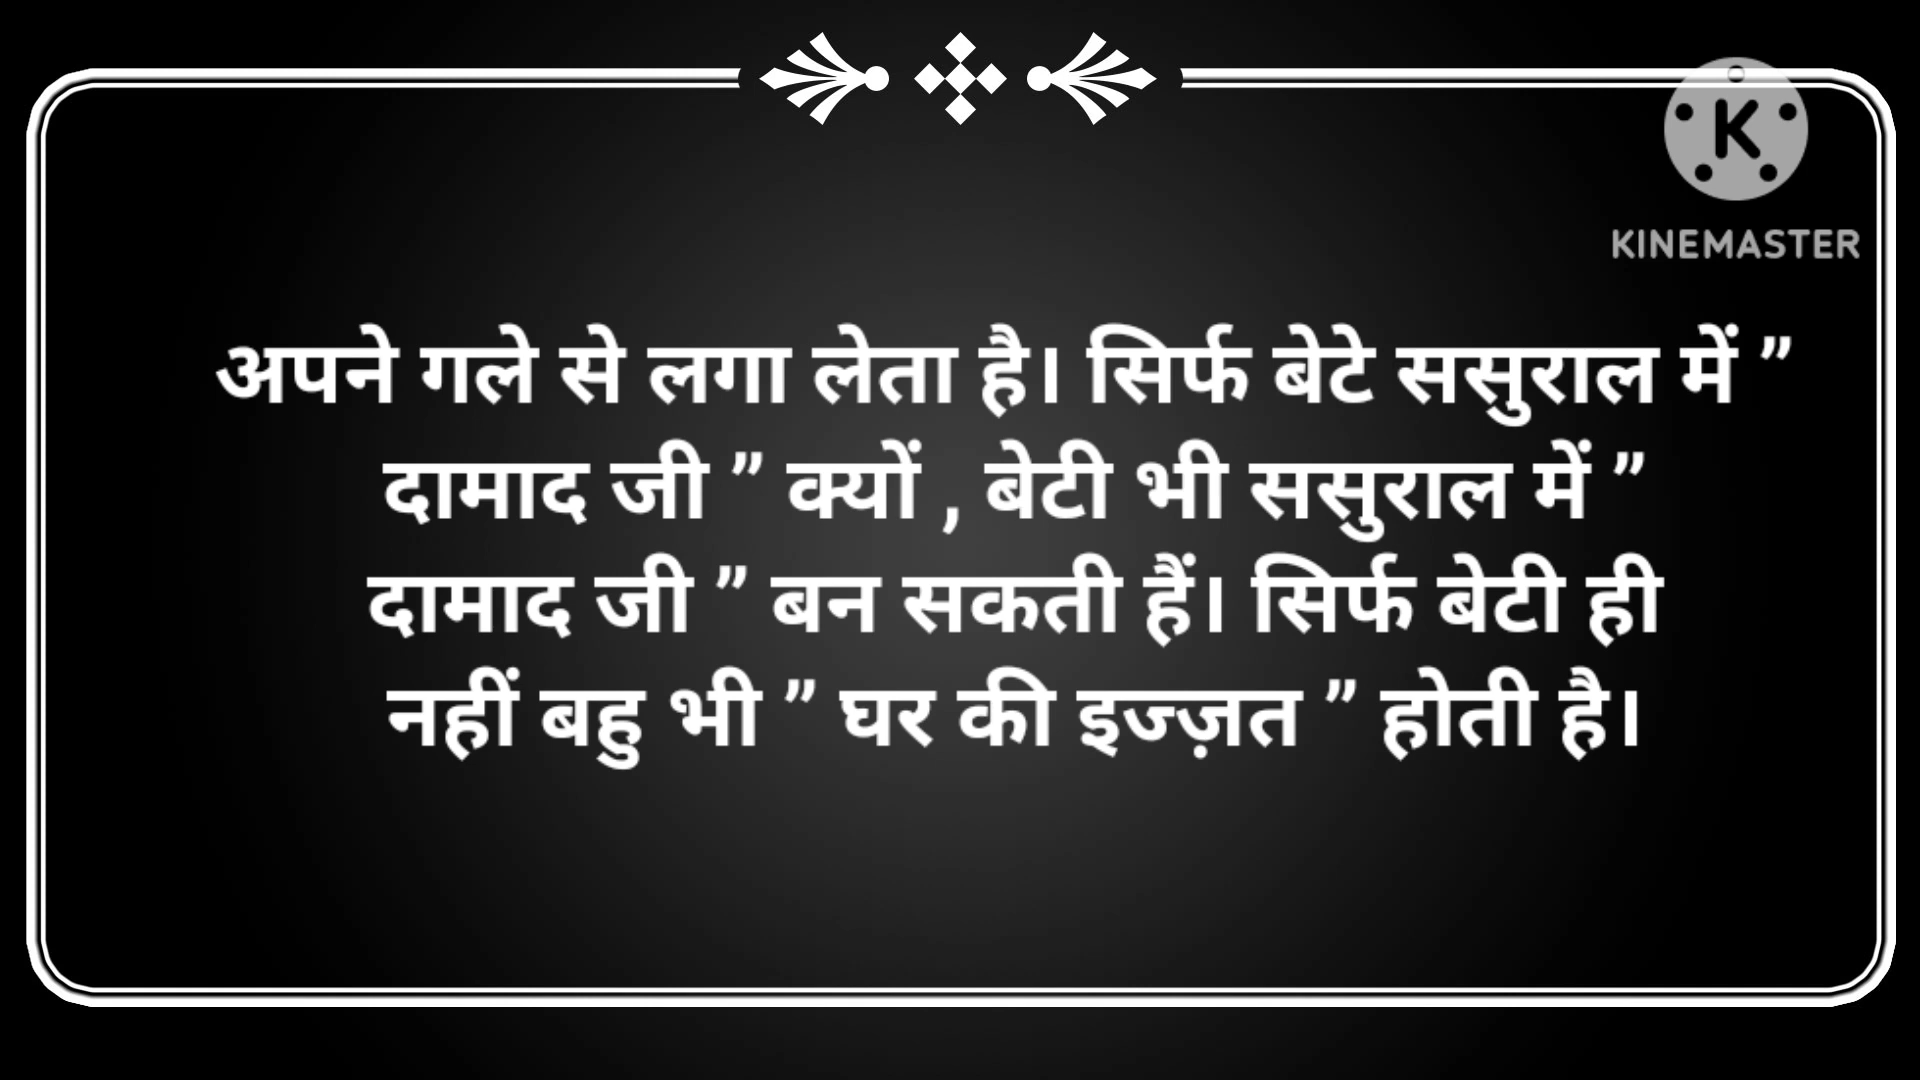 KINEMASTER
अपने गले से लगा लेता है। सिर्फ बेटे ससुराल में ”
दामाद जी ” क्यों , बेटी भी ससुराल में ”
दामाद जी ” बन सकती हैं। सिर्फ बेटी ही
नहीं बहु भी ” घर की इज्ज़त ” होती है।